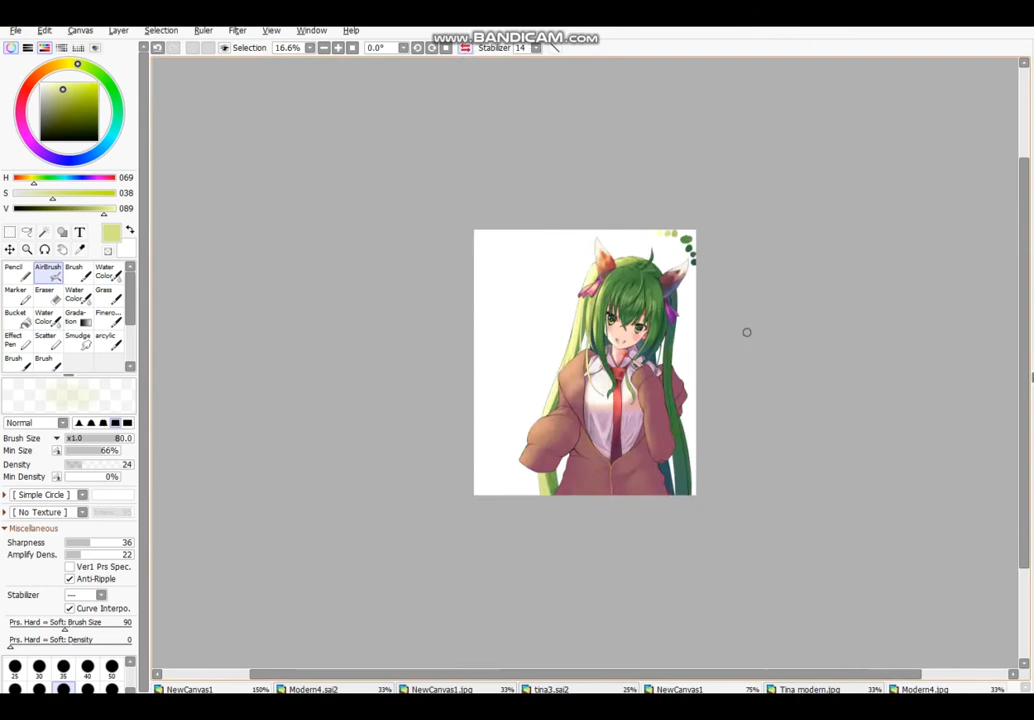 File Edit Canvas Layer Selection Ruler Filter View Window Help
www.BANDICAM.com
Selection 16.6% 0.0° Stabilizer 14
H 069
S 038
V 089
T
Pencil AirBrush Brush Water Color
Marker Eraser Water Color Grass
Bucket Water Color Gradation Finero..
Effect Pen Scatter Smudge arcylic
Brush Brush
Normal
Brush Size x1.0 80.0
Min Size 66%
Density 24
Min Density 0%
[ Simple Circle ]
[ No Texture ]
Miscellaneous
Sharpness 36
Amplify Dens. 22
Ver1 Prs Spec.
Anti-Ripple
Stabilizer ---
Curve Interpo.
Prs. Hard = Soft: Brush Size 90
Prs. Hard = Soft: Density 0
25 30 35 40 50
NewCanvas1 150% Modern4.sai2 33% NewCanvas1.jpg 33% tina3.sai2 25% NewCanvas1 75% Tina modern.jpg 33% Modern4.jpg 33%